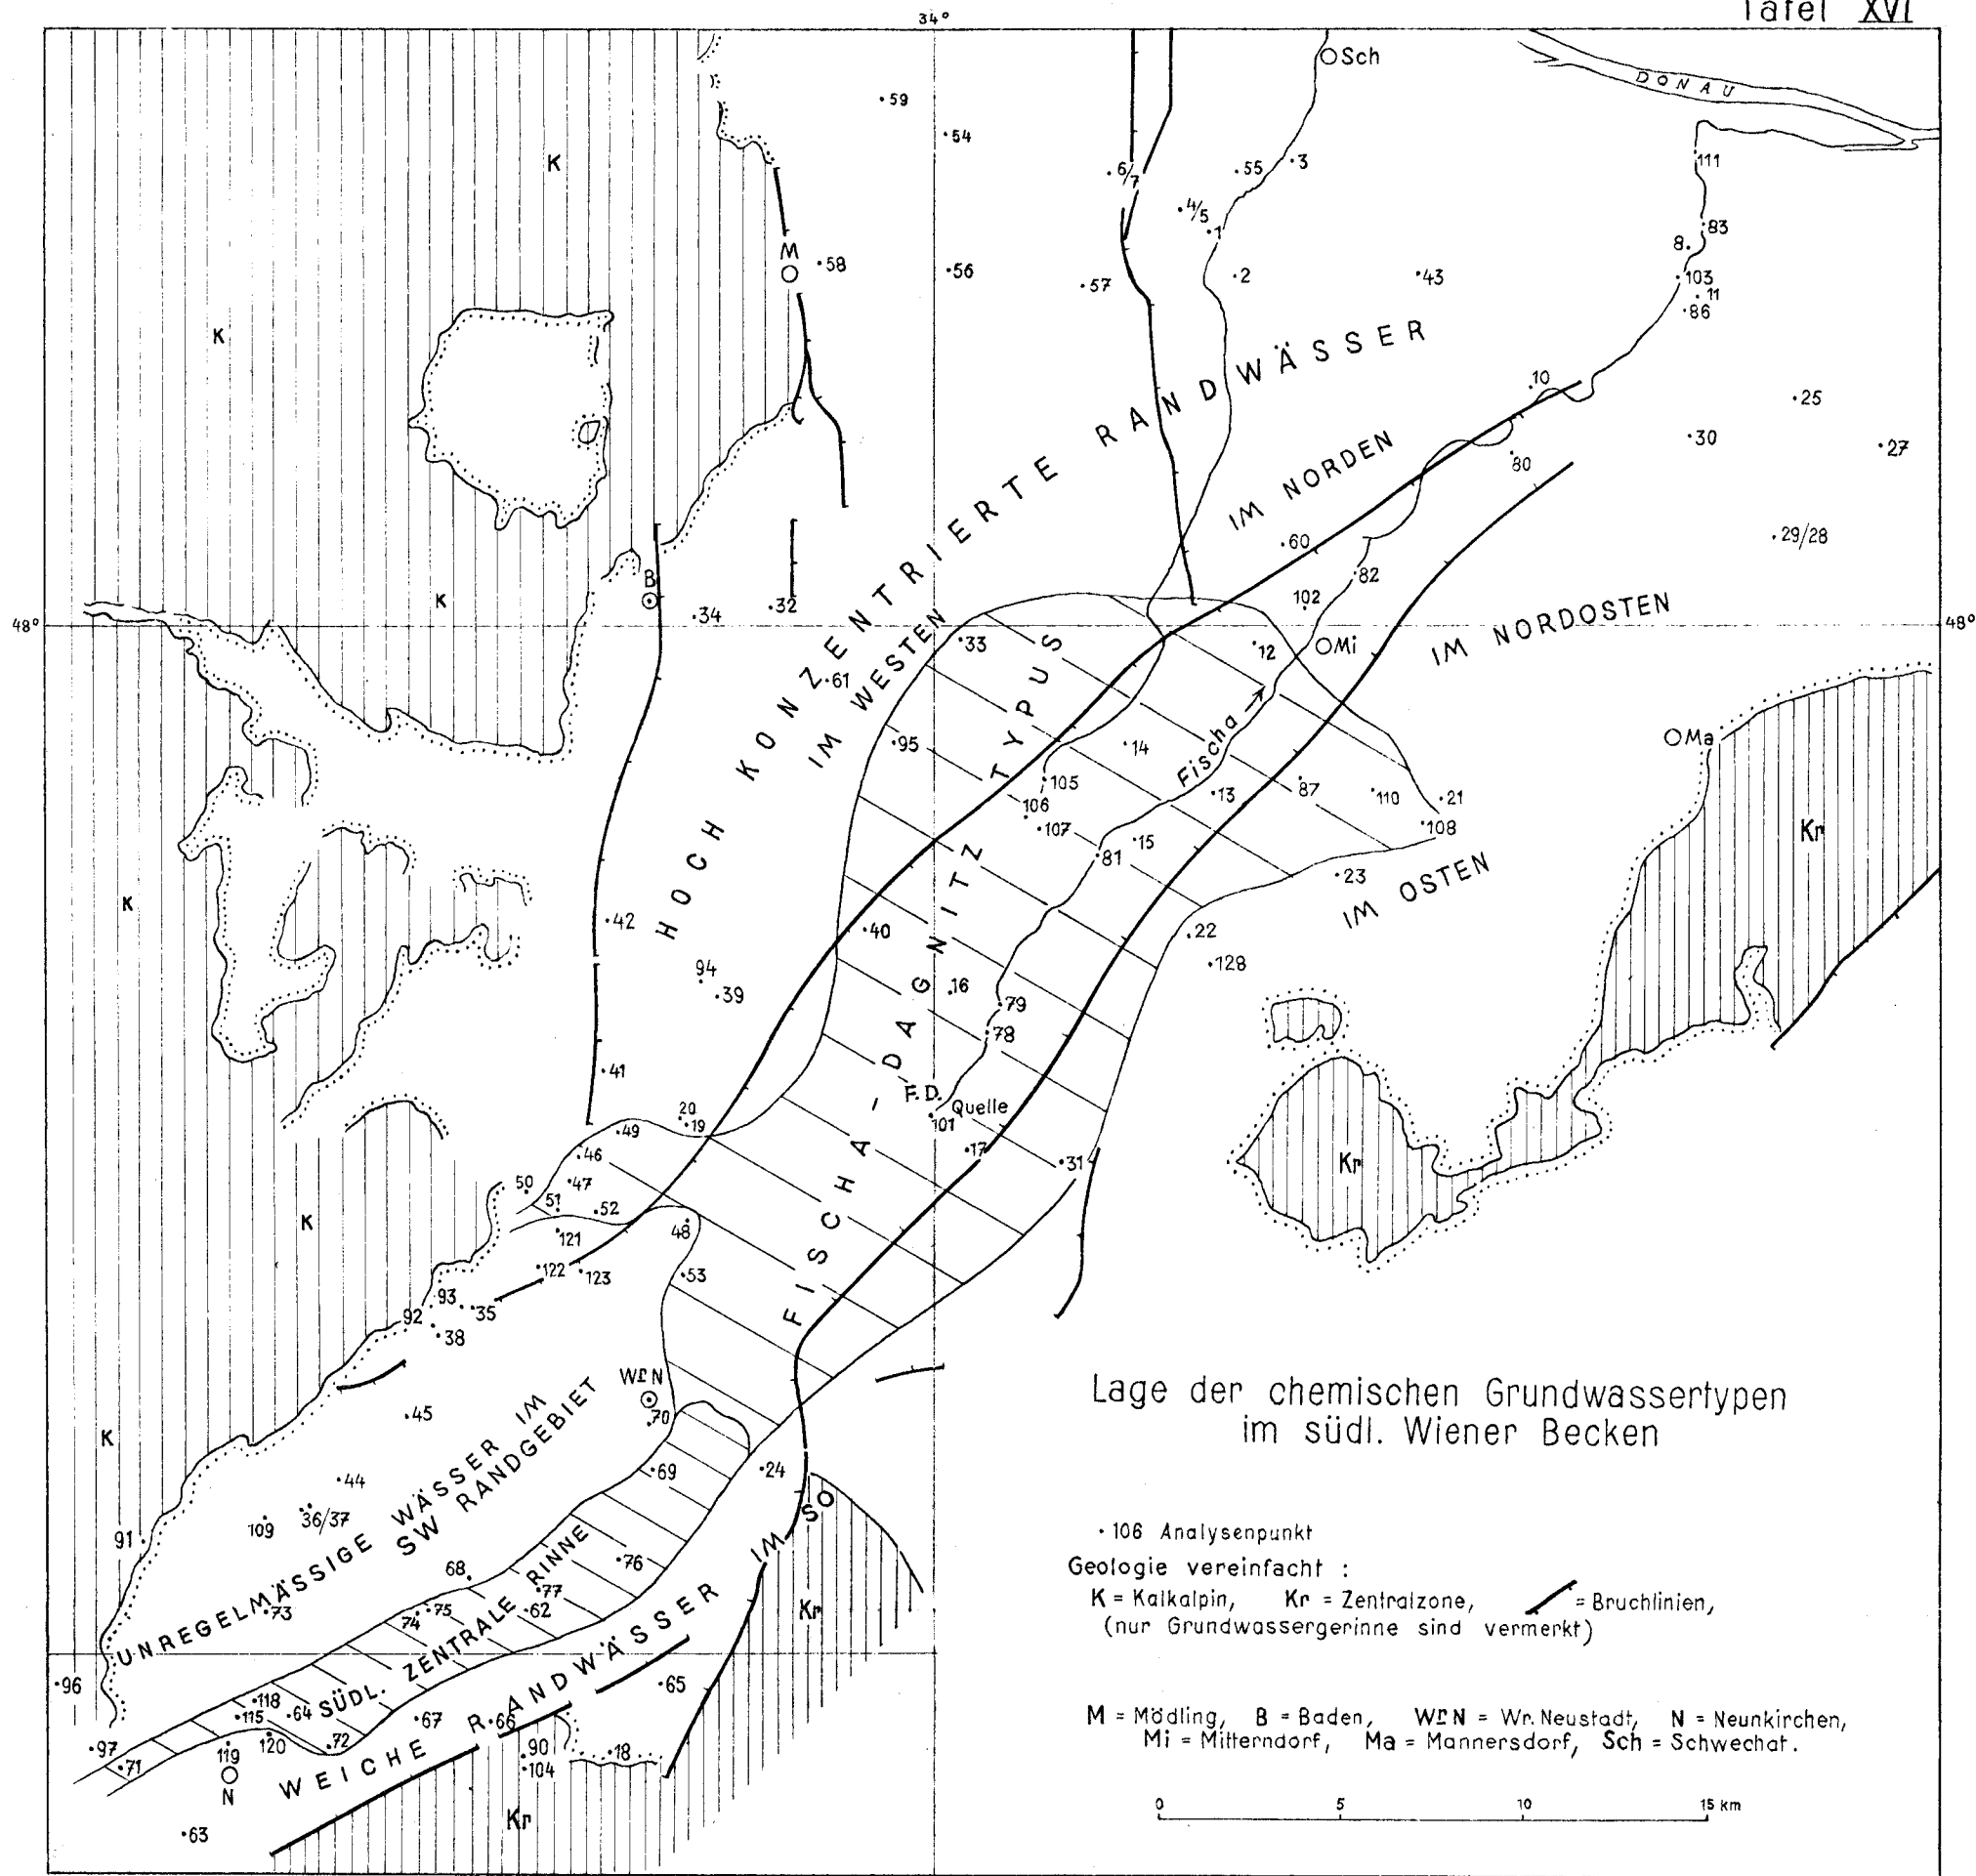 Tafel XVI
34°
Sch
DONAU
59
54
K
6/7
55
3
111
4/5
1
83
8
M
58
56
57
2
43
103
11
86
K
HOCH KONZENTRIERTE RANDWÄSSER
10
25
30
27
IM NORDEN
80
29/28
60
B
K
82
34
32
102
48°
48°
33
12
Mi
IM NORDOSTEN
IM WESTEN
61
95
14
Fischa
Ma
105
106
107
13
87
110
21
108
Kr
15
81
23
IM OSTEN
K
42
40
22
128
94
39
16
79
78
FISCHA - DAGNITZ TYPUS
41
F.D.
Quelle
101
20
19
49
17
31
Kr
46
50
47
51
52
K
48
121
122
123
53
93
92
35
38
Wr N
70
45
Lage der chemischen Grundwassertypen
im südl. Wiener Becken
K
UNREGELMÄSSIGE WÄSSER IM
SW RANDGEBIET
69
24
44
36/37
109
91
IM SO
106 Analysenpunkt
Geologie vereinfacht :
K = Kalkalpin, Kr = Zentralzone, = Bruchlinien,
(nur Grundwassergerinne sind vermerkt)
68
76
77
62
73
74
75
Kr
SÜDL. ZENTRALE RINNE
96
118
115
64
67
66
65
WEICHE RANDWÄSSER
M = Mödling, B = Baden, Wr N = Wr. Neustadt, N = Neunkirchen,
Mi = Mitterndorf, Ma = Mannersdorf, Sch = Schwechat.
97
71
119
120
72
N
90
104
18
Kr
63
0 5 10 15 km